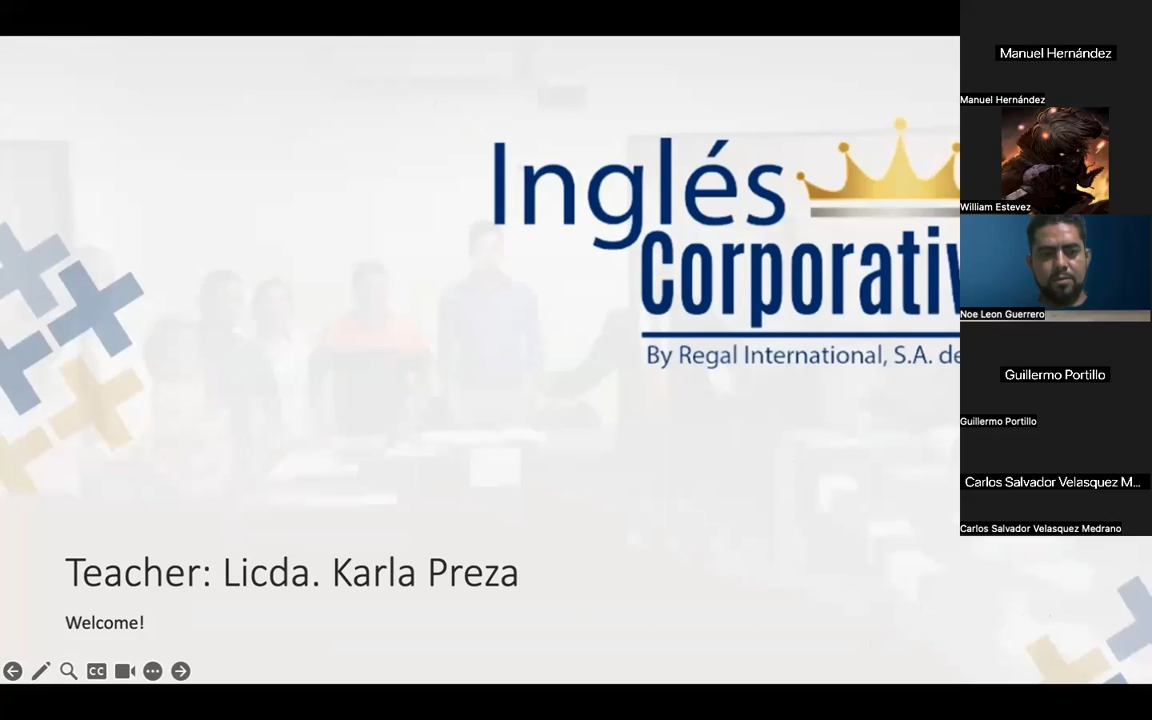 Inglés
Corporativ
By Regal International, S.A. de
Teacher: Licda. Karla Preza
Welcome!
CC
Manuel Hernández
Manuel Hernández
William Estevez
Noe Leon Guerrero
Guillermo Portillo
Guillermo Portillo
Carlos Salvador Velasquez M...
Carlos Salvador Velasquez Medrano